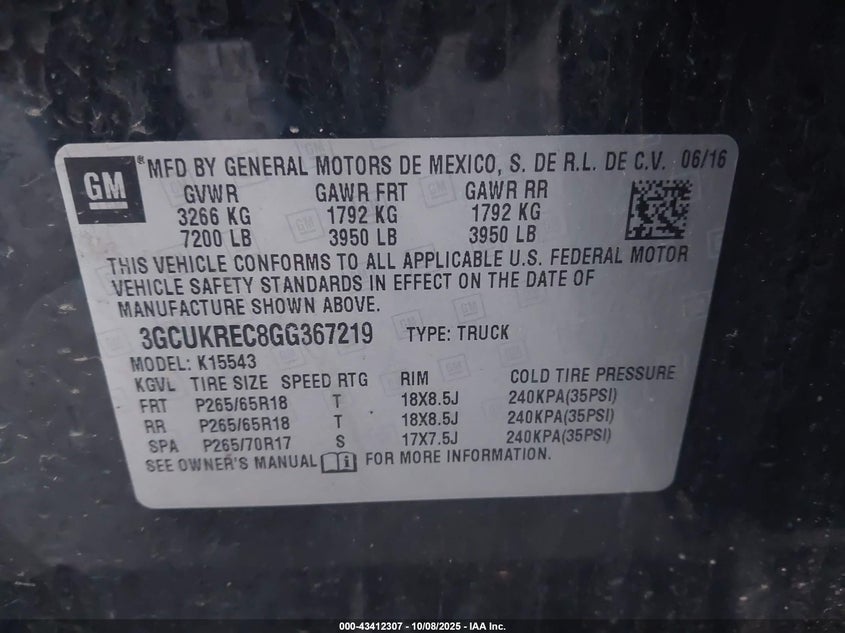 GM ® MFD BY GENERAL MOTORS DE MEXICO, S. DE R.L. DE C.V. 06/16
GVWR GAWR FRT GAWR RR
3266 KG 1792 KG 1792 KG
7200 LB 3950 LB 3950 LB
THIS VEHICLE CONFORMS TO ALL APPLICABLE U.S. FEDERAL MOTOR
VEHICLE SAFETY STANDARDS IN EFFECT ON THE DATE OF
MANUFACTURE SHOWN ABOVE.
3GCUKREC8GG367219 TYPE: TRUCK
MODEL: K15543
KGVL TIRE SIZE SPEED RTG RIM COLD TIRE PRESSURE
FRT P265/65R18 T 18X8.5J 240KPA(35PSI)
RR P265/65R18 T 18X8.5J 240KPA(35PSI)
SPA P265/70R17 S 17X7.5J 240KPA(35PSI)
SEE OWNER'S MANUAL i FOR MORE INFORMATION.
000-43412307 - 10/08/2025 - IAA Inc.